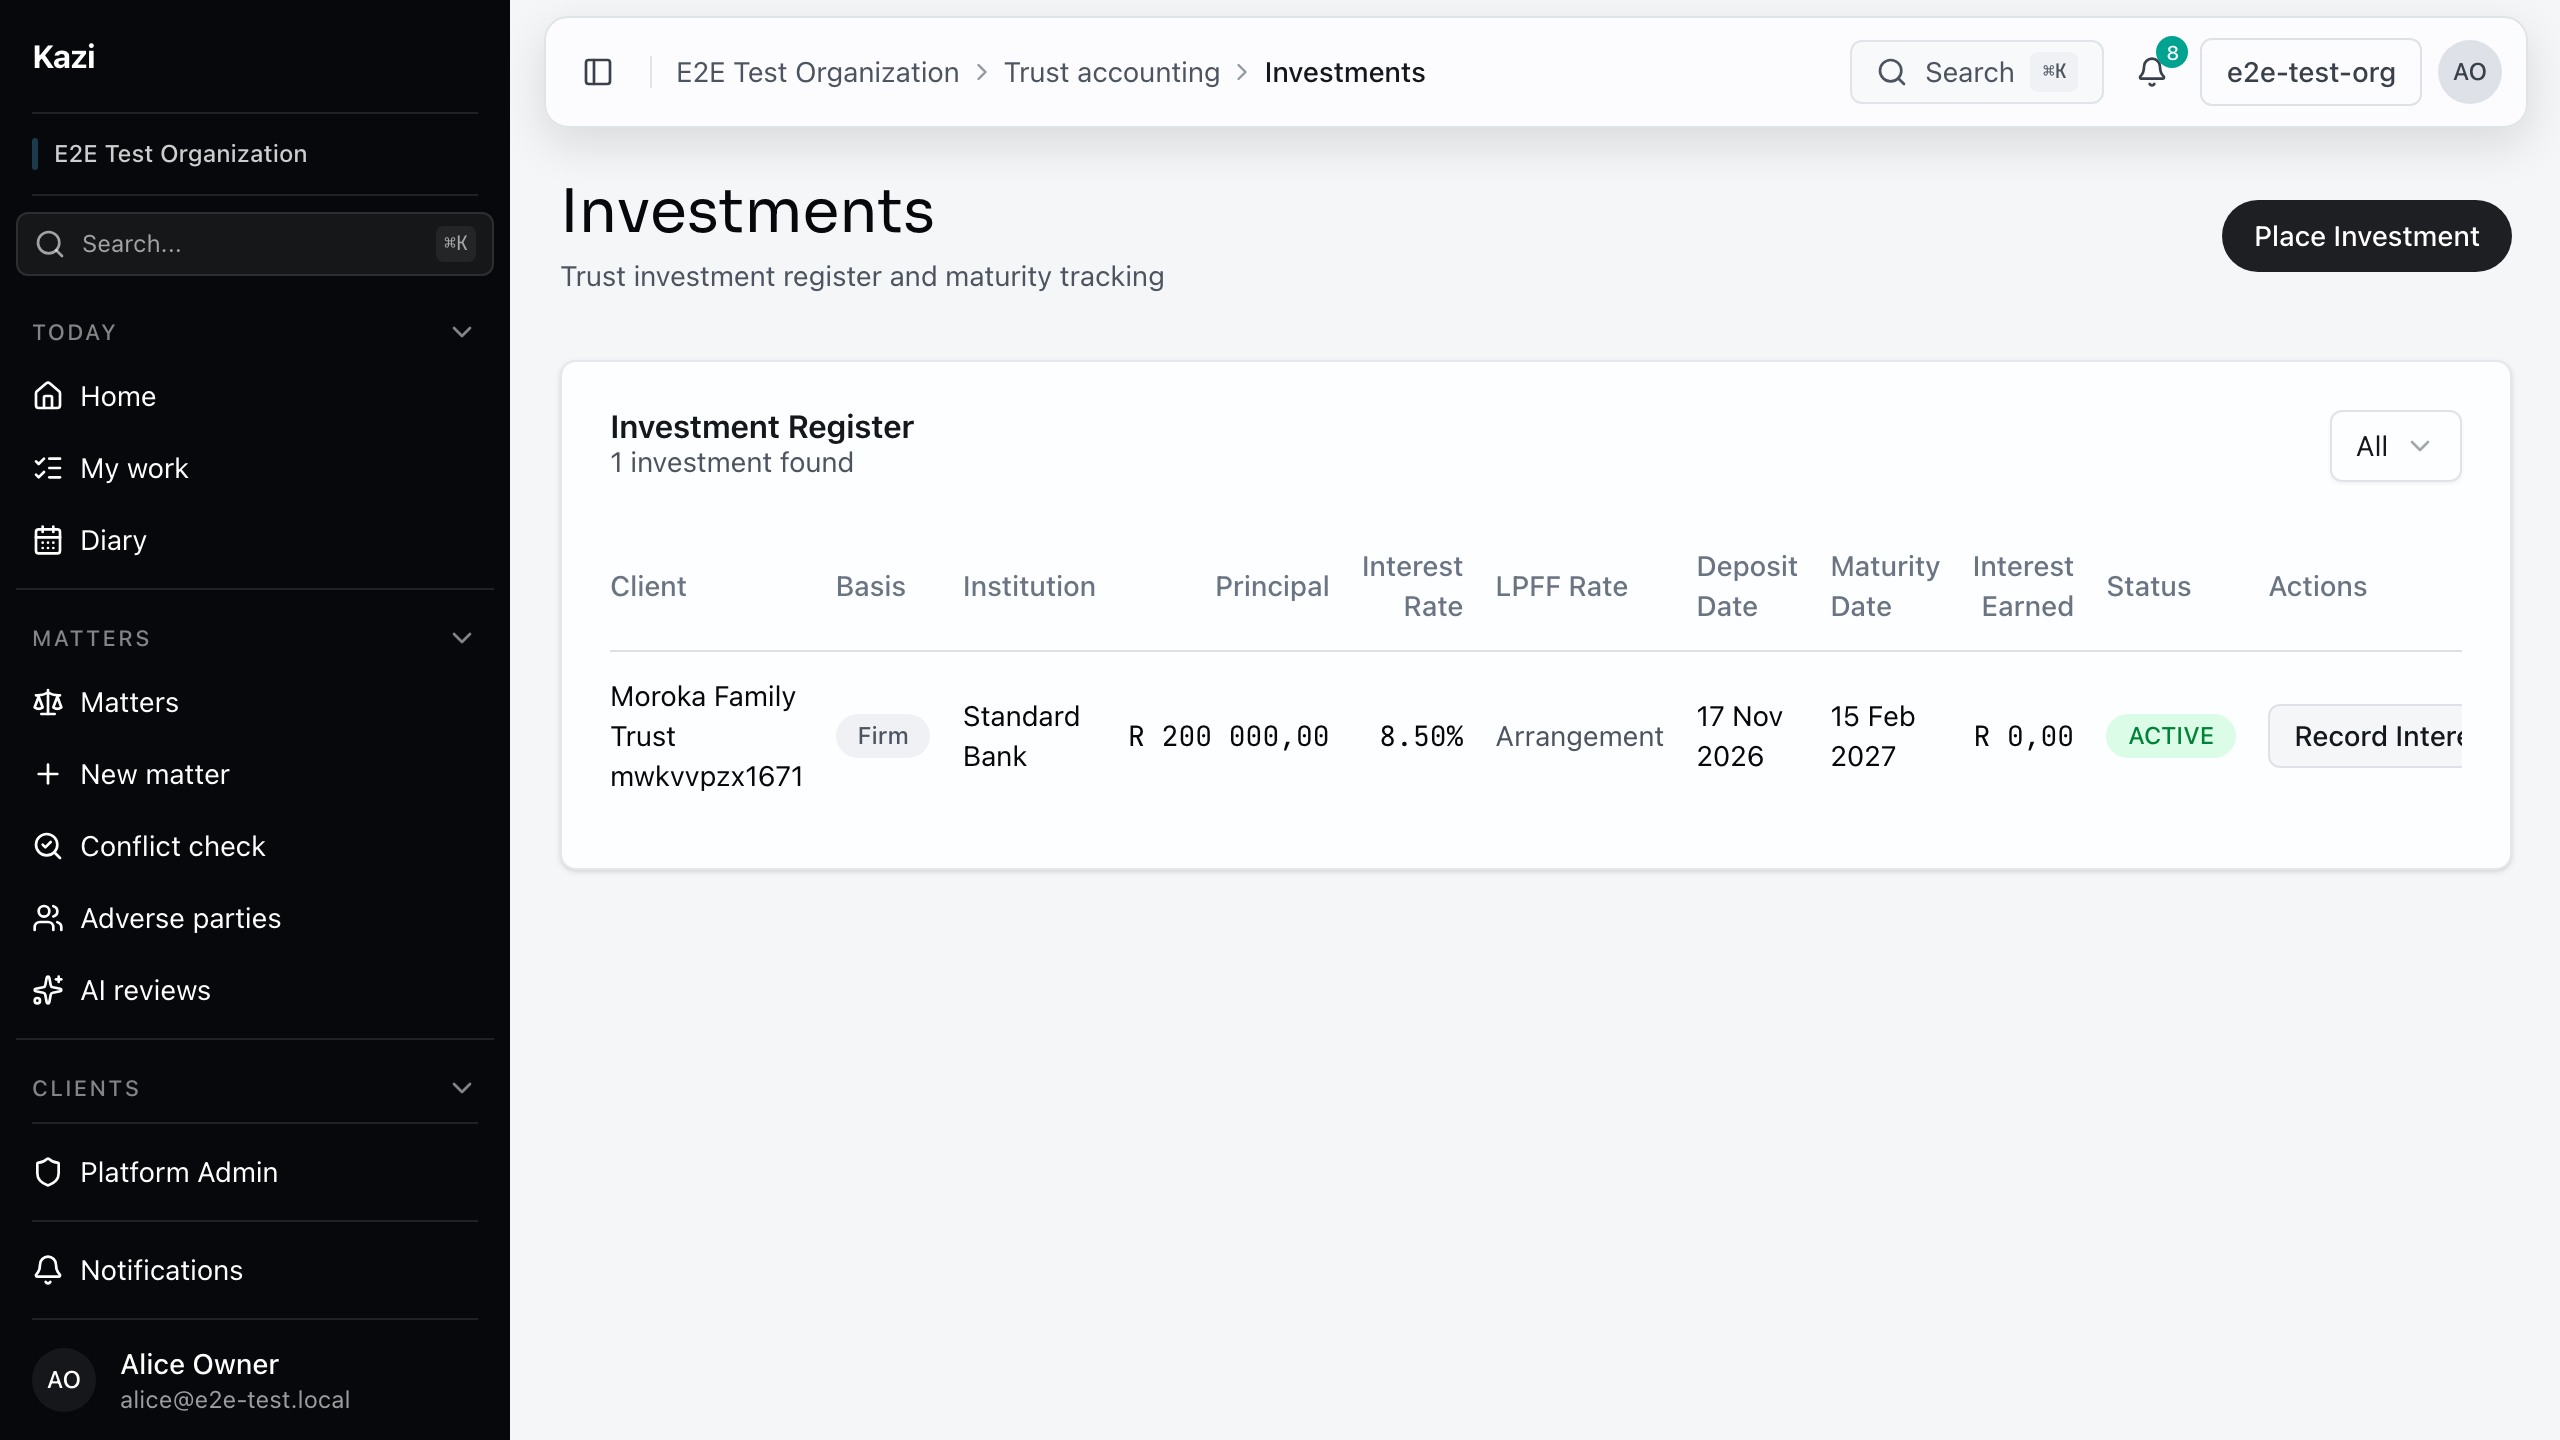 Kazi
E2E Test Organization
Search...
⌘K
TODAY
Home
My work
Diary
MATTERS
Matters
New matter
Conflict check
Adverse parties
AI reviews
CLIENTS
Platform Admin
Notifications
AO
Alice Owner
alice@e2e-test.local
E2E Test Organization > Trust accounting > Investments
Search ⌘K
8
e2e-test-org
AO
Investments
Trust investment register and maturity tracking
Place Investment
Investment Register
1 investment found
All
Client
Basis
Institution
Principal
Interest
Rate
LPFF Rate
Deposit
Date
Maturity
Date
Interest
Earned
Status
Actions
Moroka Family
Trust
mwkvvpzx1671
Firm
Standard
Bank
R 200 000,00
8.50%
Arrangement
17 Nov
2026
15 Feb
2027
R 0,00
ACTIVE
Record Intere